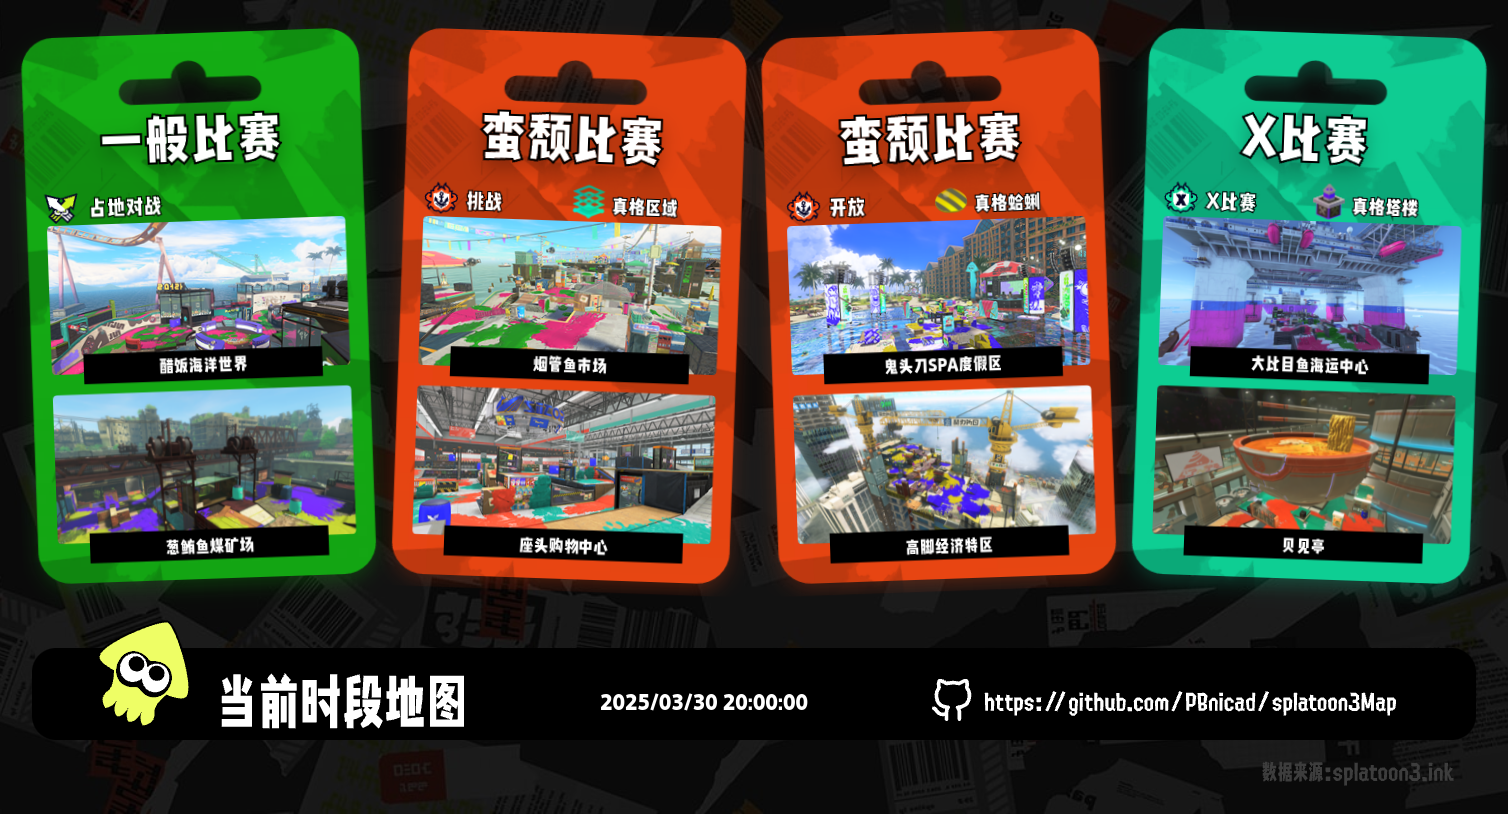 一般比赛
占地对战
醋饭海洋世界
葱鲔鱼煤矿场
蛮颓比赛
挑战
真格区域
烟管鱼市场
座头购物中心
蛮颓比赛
开放
真格蛤蜊
鬼头刀SPA度假区
高脚经济特区
X比赛
X比赛
真格塔楼
大比目鱼海运中心
贝见亭
当前时段地图
2025/03/30 20:00:00
https://github.com/PBnicad/splatoon3Map
数据来源:splatoon3.ink